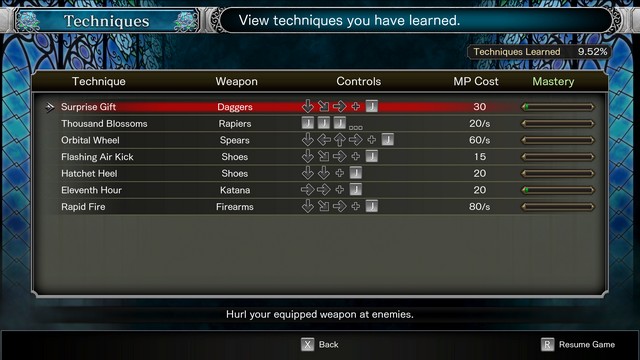 Techniques
View techniques you have learned.
Techniques Learned 9.52%
Technique Weapon Controls MP Cost Mastery
Surprise Gift Daggers ↓ ↘ → + J 30
Thousand Blossoms Rapiers J J J ... 20/s
Orbital Wheel Spears ↓ ← ↑ → + J 60/s
Flashing Air Kick Shoes ↓ ↘ → + J 15
Hatchet Heel Shoes ↓ ↓ + J 20
Eleventh Hour Katana → → + J 20
Rapid Fire Firearms ↓ ↘ → + J 80/s
Hurl your equipped weapon at enemies.
X Back R Resume Game